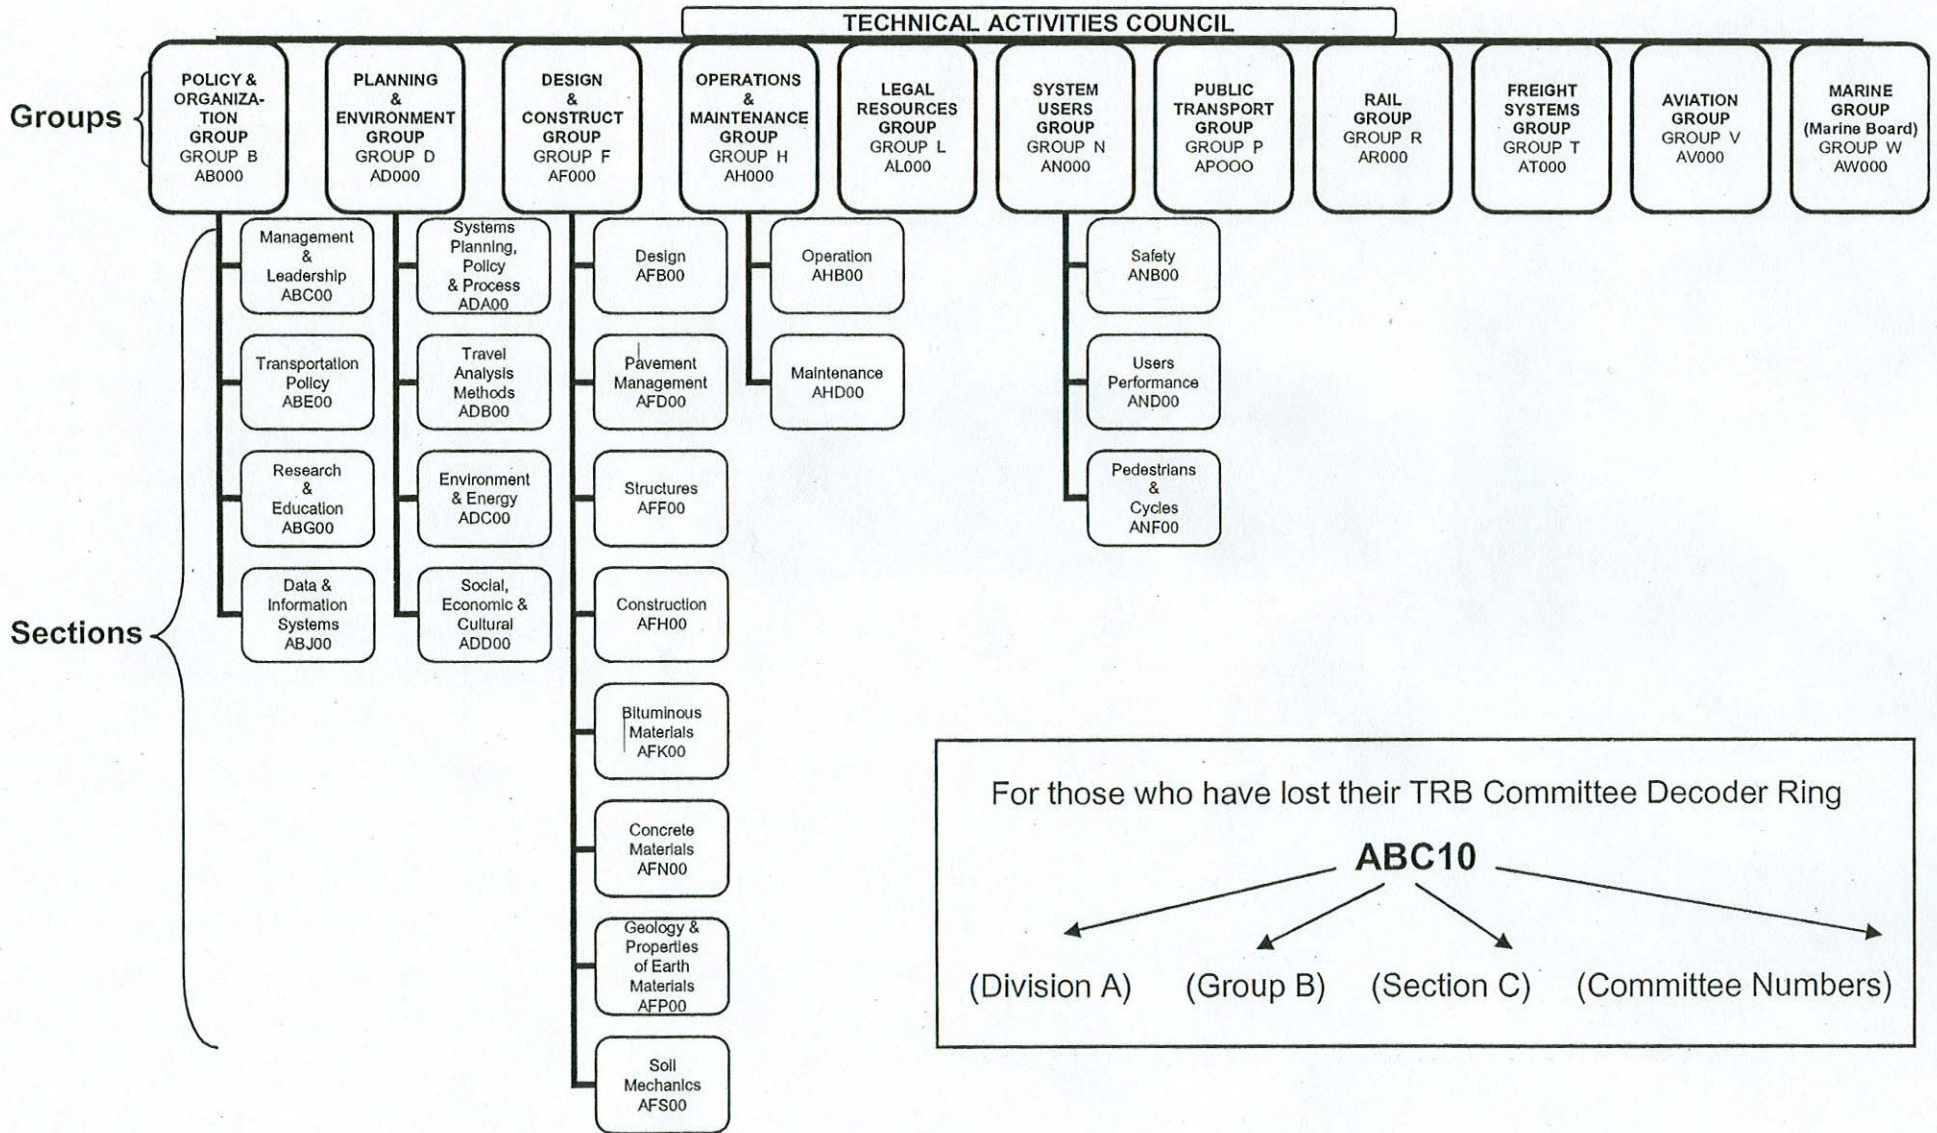 TECHNICAL ACTIVITIES COUNCIL
Groups
POLICY &
ORGANIZA-
TION
GROUP
GROUP B
AB000
PLANNING
&
ENVIRONMENT
GROUP
GROUP D
AD000
DESIGN
&
CONSTRUCT
GROUP
GROUP F
AF000
OPERATIONS
&
MAINTENANCE
GROUP
GROUP H
AH000
LEGAL
RESOURCES
GROUP
GROUP L
AL000
SYSTEM
USERS
GROUP
GROUP N
AN000
PUBLIC
TRANSPORT
GROUP
GROUP P
APOOO
RAIL
GROUP
GROUP R
AR000
FREIGHT
SYSTEMS
GROUP
GROUP T
AT000
AVIATION
GROUP
GROUP V
AV000
MARINE
GROUP
(Marine Board)
GROUP W
AW000
Sections
Management
&
Leadership
ABC00
Transportation
Policy
ABE00
Research
&
Education
ABG00
Data &
Information
Systems
ABJ00
Systems
Planning,
Policy
& Process
ADA00
Travel
Analysis
Methods
ADB00
Environment
& Energy
ADC00
Social,
Economic &
Cultural
ADD00
Design
AFB00
Pavement
Management
AFD00
Structures
AFF00
Construction
AFH00
Bituminous
Materials
AFK00
Concrete
Materials
AFN00
Geology &
Properties
of Earth
Materials
AFP00
Soil
Mechanics
AFS00
Operation
AHB00
Maintenance
AHD00
Safety
ANB00
Users
Performance
AND00
Pedestrians
&
Cycles
ANF00
For those who have lost their TRB Committee Decoder Ring
ABC10
(Division A) (Group B) (Section C) (Committee Numbers)